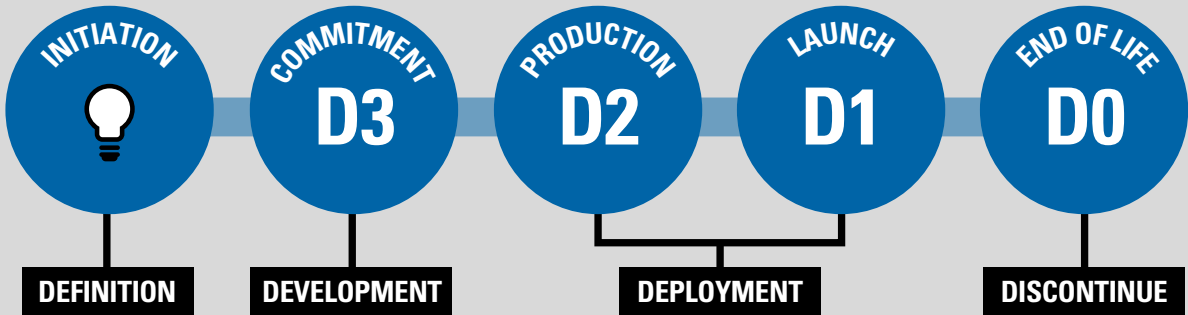 INITIATION
COMMITMENT
D3
PRODUCTION
D2
LAUNCH
D1
END OF LIFE
D0
DEFINITION
DEVELOPMENT
DEPLOYMENT
DISCONTINUE